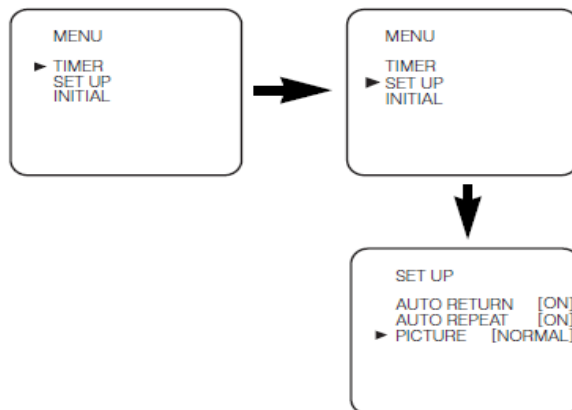 MENU
► TIMER
SET UP
INITIAL
MENU
TIMER
► SET UP
INITIAL
SET UP
AUTO RETURN [ON]
AUTO REPEAT [ON]
► PICTURE [NORMAL]